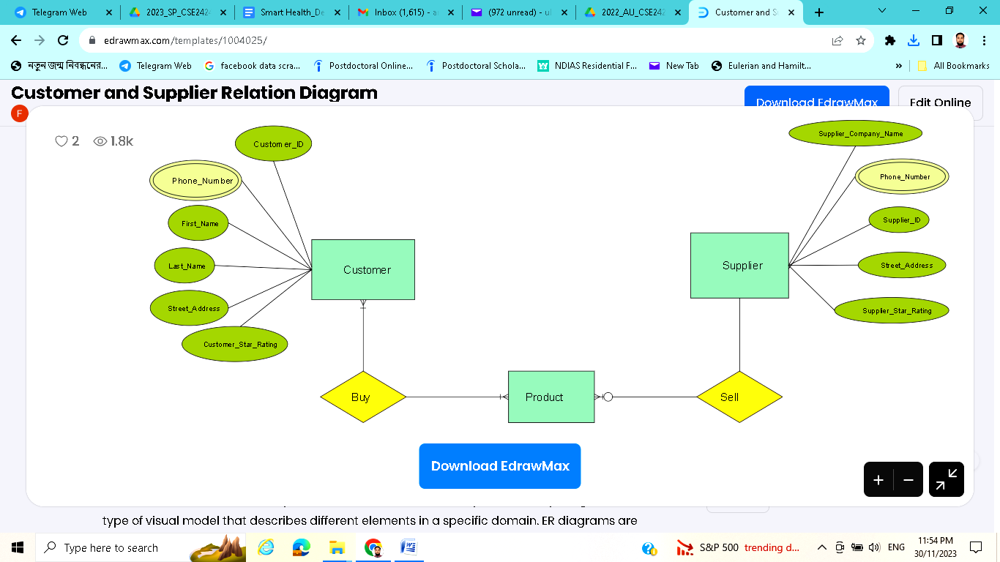 Telegram Web
2023_SP_CSE242
Smart Health_De
Inbox (1,615) - a
(972 unread) - u
2022_AU_CSE242
Customer and S
edrawmax.com/templates/1004025/
নতুন জন্ম নিবন্ধনের...
Telegram Web
facebook data scra...
Postdoctoral Online...
Postdoctoral Schola...
NDIAS Residential F...
New Tab
Eulerian and Hamilt...
»
All Bookmarks
Customer and Supplier Relation Diagram
Download EdrawMax
Edit Online
F
2
1.8k
Customer_ID
Phone_Number
First_Name
Last_Name
Street_Address
Customer_Star_Rating
Customer
Supplier_Company_Name
Phone_Number
Supplier_ID
Street_Address
Supplier_Star_Rating
Supplier
Buy
Product
Sell
Download EdrawMax
type of visual model that describes different elements in a specific domain. ER diagrams are
Type here to search
S&P 500 trending d...
ENG
11:54 PM
30/11/2023